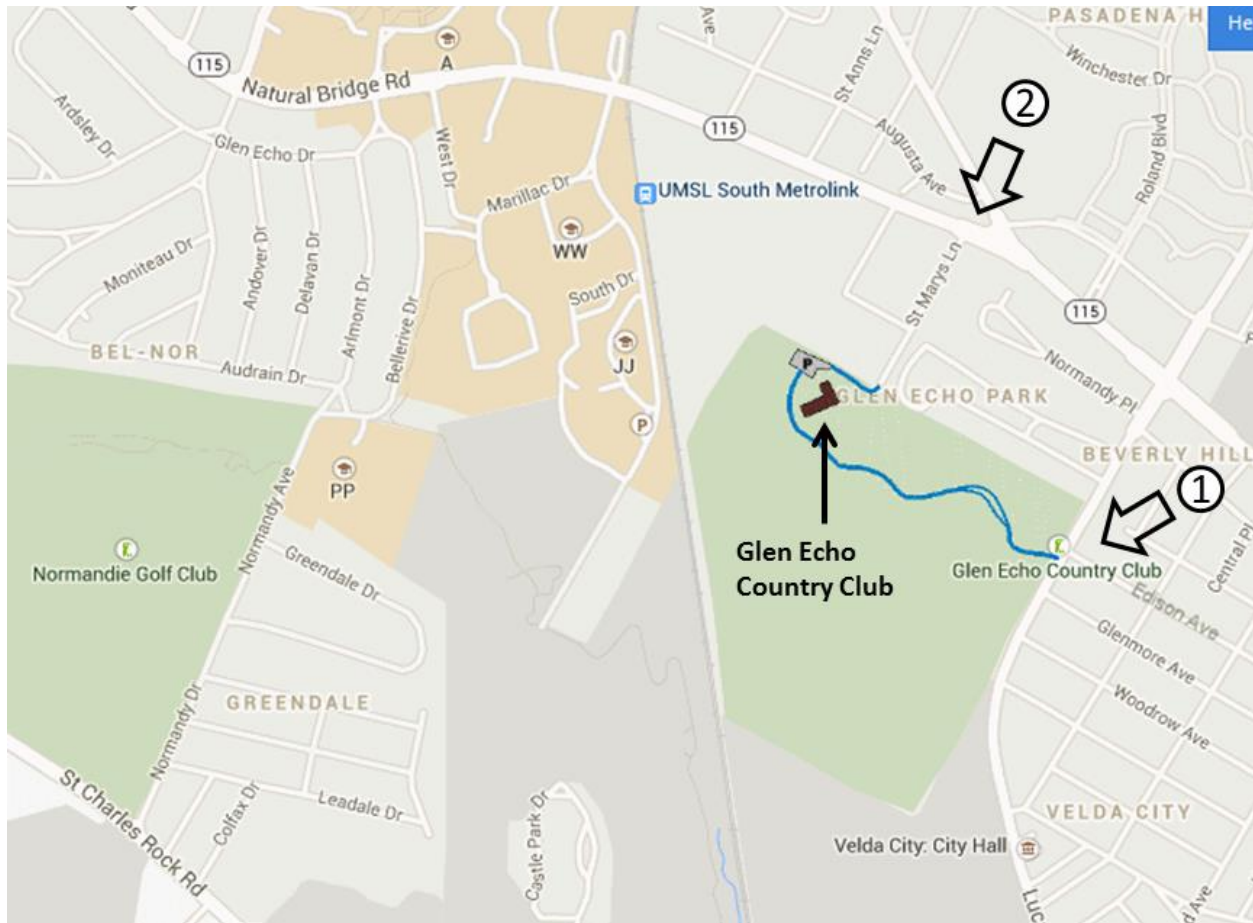 PASADENA H
He
115
A
Ave
St Anns Ln
Winchester Dr
②
Natural Bridge Rd
Ardsley Dr
Glen Echo Dr
West Dr
115
Augusta Ave
Roland Blvd
Marillac Dr
UMSL South Metrolink
WW
Moniteau Dr
Andover Dr
Delavan Dr
Arlmont Dr
Bellerive Dr
South Dr
St Marys Ln
115
BEL-NOR
Audrain Dr
JJ
P
GLEN ECHO PARK
Normandy Pl
P
BEVERLY HILL
PP
①
Normandy Ave
Normandie Golf Club
Greendale Dr
Glen Echo
Country Club
Glen Echo Country Club
Central Pl
Edison Ave
Glenmore Ave
Woodrow Ave
GREENDALE
Normandy Dr
St Charles Rock Rd
Colfax Dr
Leadale Dr
Castle Park Dr
VELDA CITY
Velda City: City Hall
Luc
d Ave